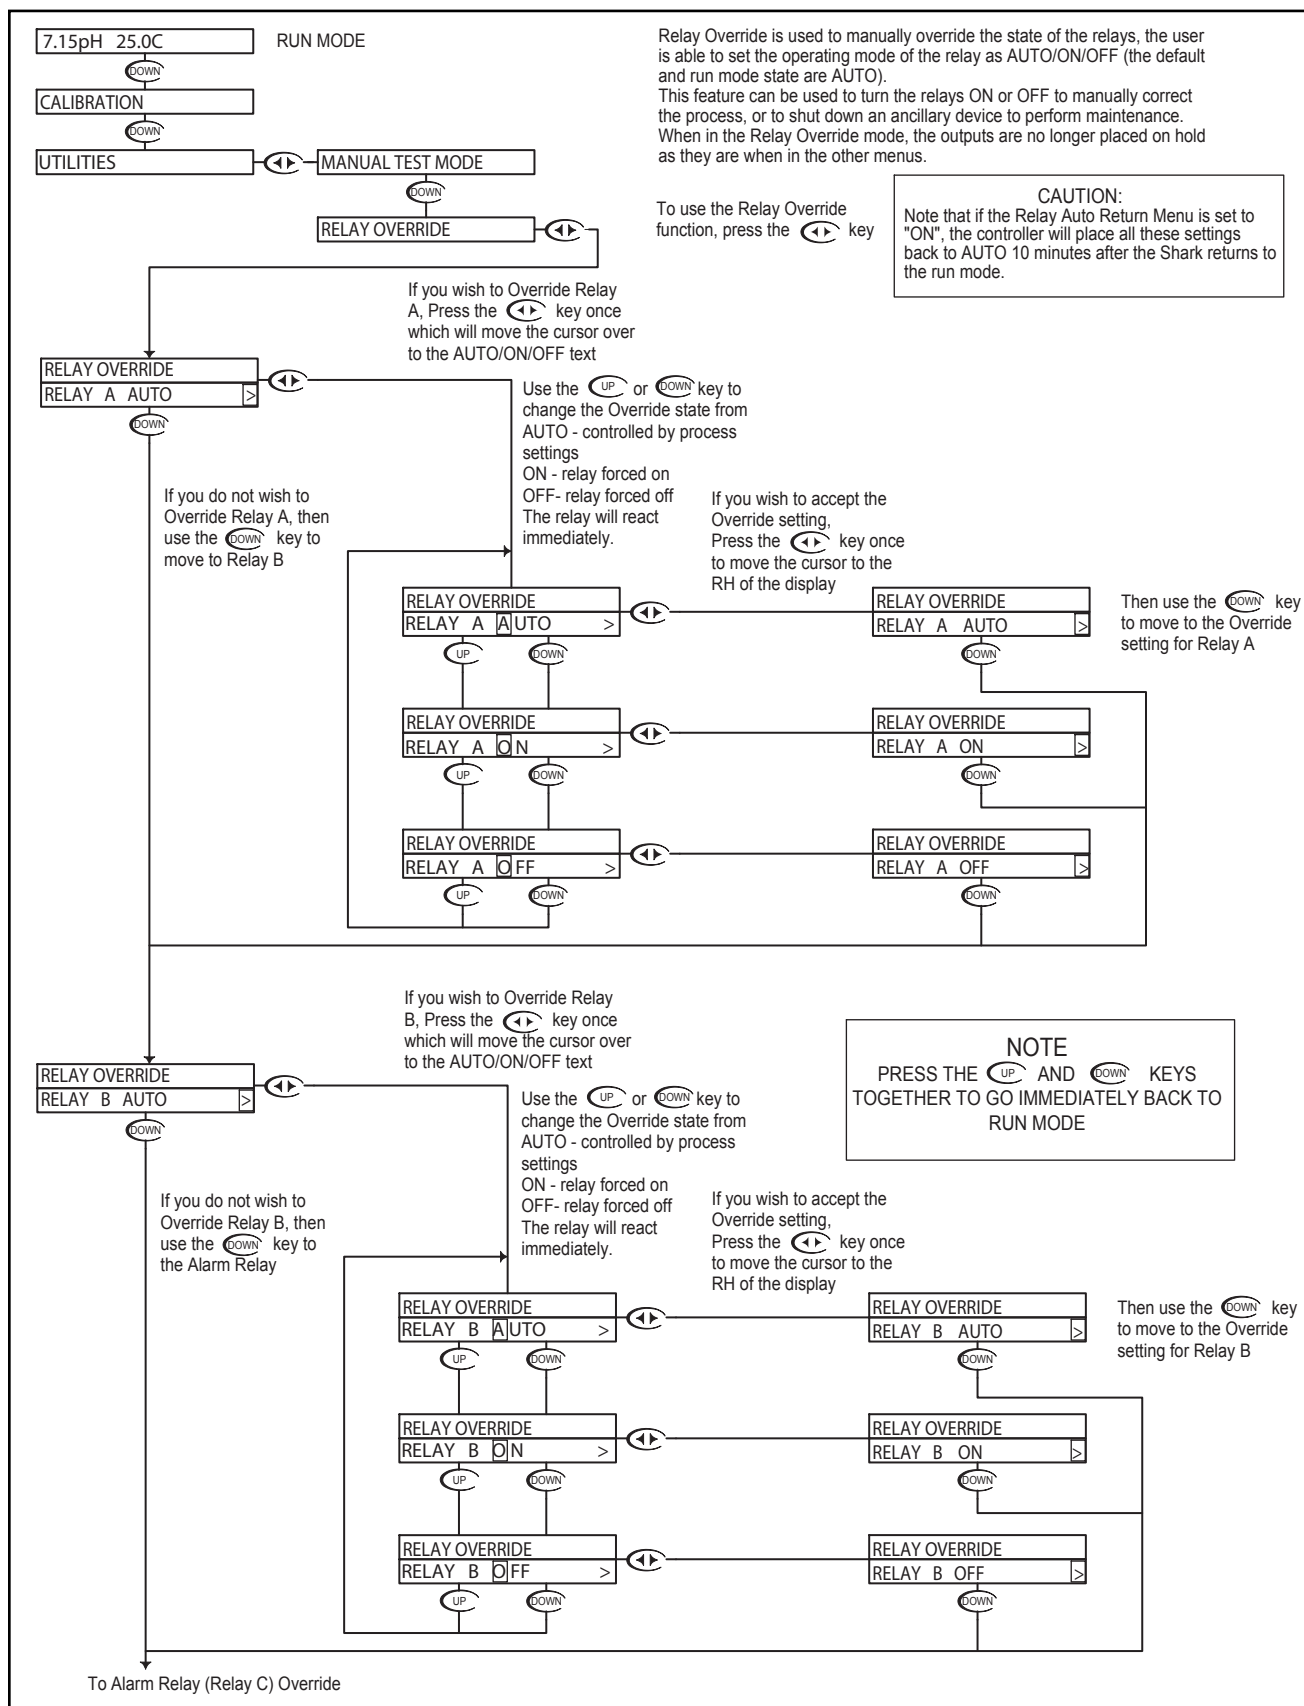 7.15pH 25.0C
RUN MODE
DOWN
CALIBRATION
DOWN
UTILITIES
MANUAL TEST MODE
DOWN
RELAY OVERRIDE
Relay Override is used to manually override the state of the relays, the user
is able to set the operating mode of the relay as AUTO/ON/OFF (the default
and run mode state are AUTO).
This feature can be used to turn the relays ON or OFF to manually correct
the process, or to shut down an ancillary device to perform maintenance.
When in the Relay Override mode, the outputs are no longer placed on hold
as they are when in the other menus.
To use the Relay Override
function, press the key
CAUTION:
Note that if the Relay Auto Return Menu is set to
"ON", the controller will place all these settings
back to AUTO 10 minutes after the Shark returns to
the run mode.
If you wish to Override Relay
A, Press the key once
which will move the cursor over
to the AUTO/ON/OFF text
RELAY OVERRIDE
RELAY A AUTO >
DOWN
Use the UP or DOWN key to
change the Override state from
AUTO - controlled by process
settings
ON - relay forced on
OFF- relay forced off
The relay will react
immediately.
If you do not wish to
Override Relay A, then
use the DOWN key to
move to Relay B
If you wish to accept the
Override setting,
Press the key once
to move the cursor to the
RH of the display
RELAY OVERRIDE
RELAY A AUTO >
UP DOWN
RELAY OVERRIDE
RELAY A AUTO >
DOWN
Then use the DOWN key
to move to the Override
setting for Relay A
RELAY OVERRIDE
RELAY A ON >
UP DOWN
RELAY OVERRIDE
RELAY A ON >
DOWN
RELAY OVERRIDE
RELAY A OFF >
UP DOWN
RELAY OVERRIDE
RELAY A OFF >
DOWN
If you wish to Override Relay
B, Press the key once
which will move the cursor over
to the AUTO/ON/OFF text
NOTE
PRESS THE UP AND DOWN KEYS
TOGETHER TO GO IMMEDIATELY BACK TO
RUN MODE
RELAY OVERRIDE
RELAY B AUTO >
DOWN
Use the UP or DOWN key to
change the Override state from
AUTO - controlled by process
settings
ON - relay forced on
OFF- relay forced off
The relay will react
immediately.
If you do not wish to
Override Relay B, then
use the DOWN key to
the Alarm Relay
If you wish to accept the
Override setting,
Press the key once
to move the cursor to the
RH of the display
RELAY OVERRIDE
RELAY B AUTO >
UP DOWN
RELAY OVERRIDE
RELAY B AUTO >
DOWN
Then use the DOWN key
to move to the Override
setting for Relay B
RELAY OVERRIDE
RELAY B ON >
UP DOWN
RELAY OVERRIDE
RELAY B ON >
DOWN
RELAY OVERRIDE
RELAY B OFF >
UP DOWN
RELAY OVERRIDE
RELAY B OFF >
DOWN
To Alarm Relay (Relay C) Override